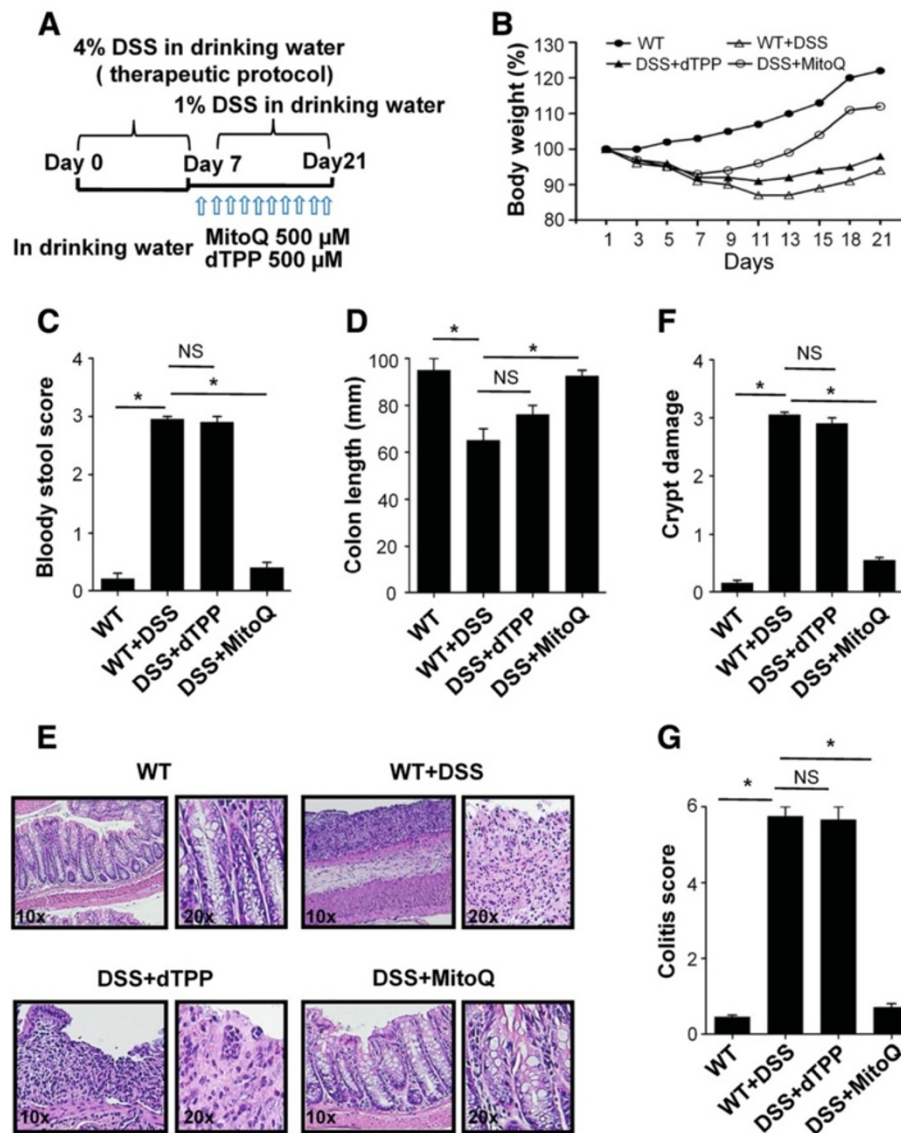 A
4% DSS in drinking water
( therapeutic protocol)
1% DSS in drinking water
Day 0
Day 7
Day21
In drinking water
MitoQ 500 µM
dTPP 500 µM
B
WT
WT+DSS
DSS+dTPP
DSS+MitoQ
Body weight (%)
130
120
110
100
90
80
1 3 5 7 9 11 13 15 18 21
Days
C
Bloody stool score
4
3
2
1
0
NS
*
*
WT
WT+DSS
DSS+dTPP
DSS+MitoQ
D
Colon length (mm)
100
80
60
40
20
0
*
*
NS
WT
WT+DSS
DSS+dTPP
DSS+MitoQ
F
Crypt damage
4
3
2
1
0
NS
*
*
WT
WT+DSS
DSS+dTPP
DSS+MitoQ
E
WT
WT+DSS
10x
20x
10x
20x
DSS+dTPP
DSS+MitoQ
10x
20x
10x
20x
G
Colitis score
6
4
2
0
*
*
NS
WT
WT+DSS
DSS+dTPP
DSS+MitoQ